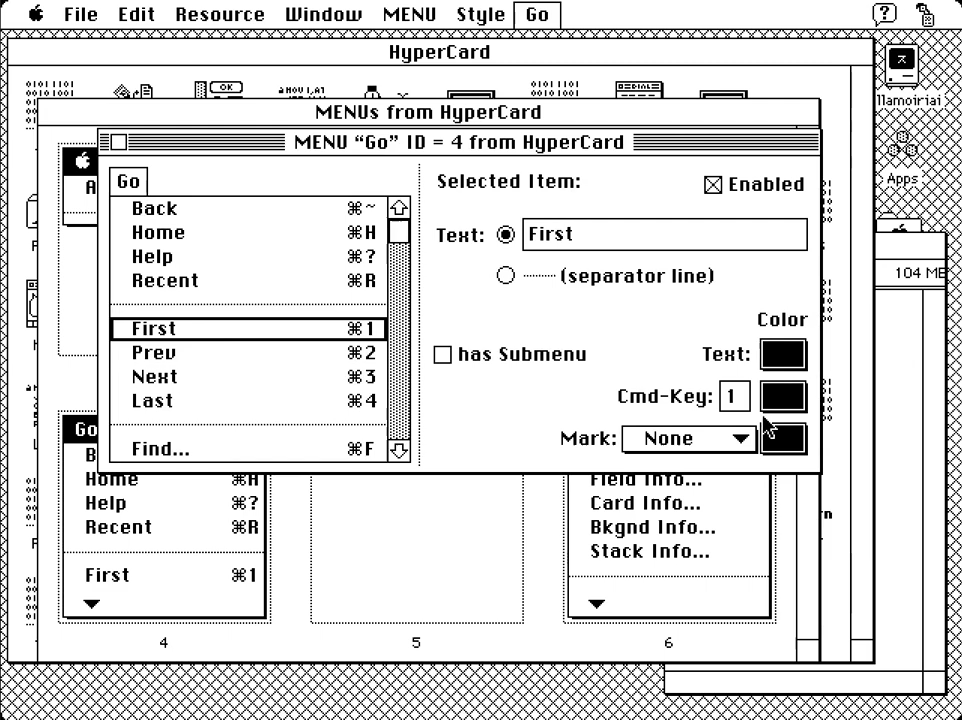 File Edit Resource Window MENU Style Go
HyperCard
OK
MENUs from HyperCard
MENU “Go” ID = 4 from HyperCard
llamoiriai
Apps
104 ME
Go
Back ⌘~
Home ⌘H
Help ⌘?
Recent ⌘R
First ⌘1
Prev ⌘2
Next ⌘3
Last ⌘4
Find... ⌘F
Selected Item:
Enabled
Text: First
(separator line)
Color
has Submenu
Text:
Cmd-Key: 1
Mark: None
Go
Home ⌘H
Help ⌘?
Recent ⌘R
First ⌘1
4
5
Field Info...
Card Info...
Bkgnd Info...
Stack Info...
6